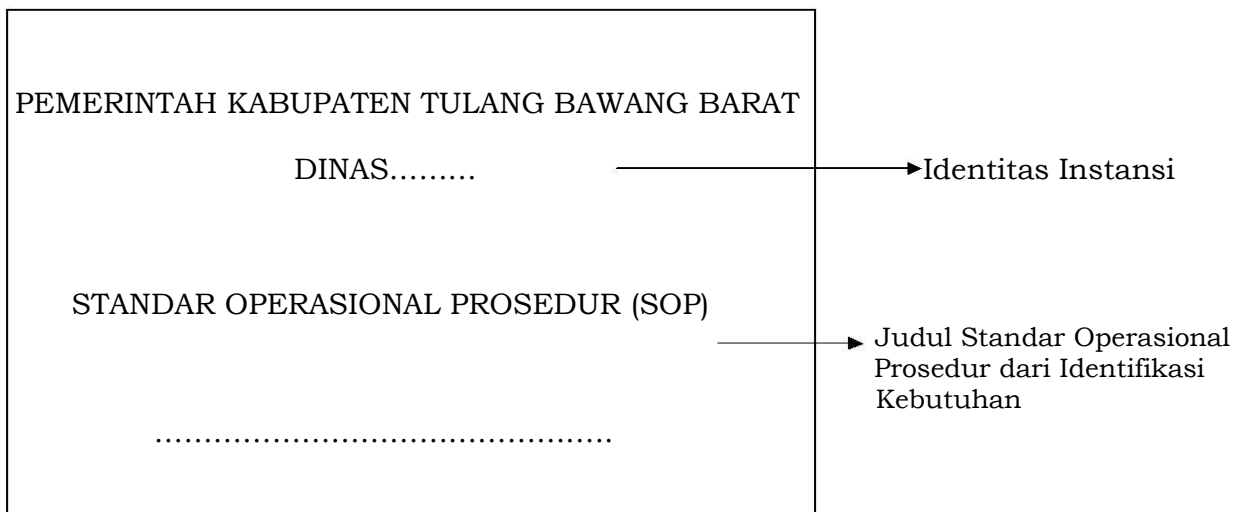 PEMERINTAH KABUPATEN TULANG BAWANG BARAT
DINAS.........
Identitas Instansi
STANDAR OPERASIONAL PROSEDUR (SOP)
Judul Standar Operasional
Prosedur dari Identifikasi
Kebutuhan
...............................................